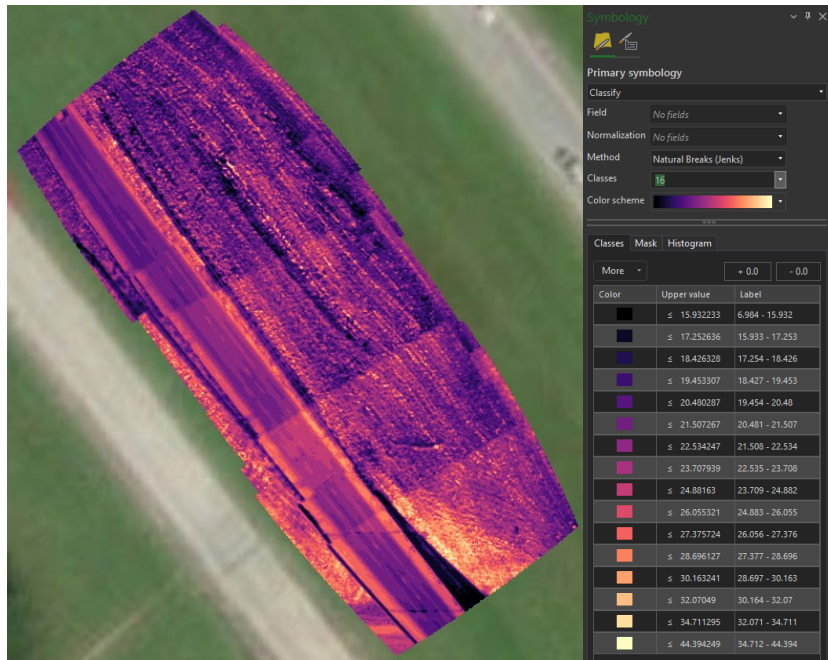 Symbology
Primary symbology
Classify
Field No fields
Normalization No fields
Method Natural Breaks (Jenks)
Classes 16
Color scheme
Classes Mask Histogram
More + 0.0 - 0.0
Color Upper value Label
≤ 15.932233 6.984 - 15.932
≤ 17.252636 15.933 - 17.253
≤ 18.426328 17.254 - 18.426
≤ 19.453307 18.427 - 19.453
≤ 20.480287 19.454 - 20.48
≤ 21.507267 20.481 - 21.507
≤ 22.534247 21.508 - 22.534
≤ 23.707939 22.535 - 23.708
≤ 24.88163 23.709 - 24.882
≤ 26.055321 24.883 - 26.055
≤ 27.375724 26.056 - 27.376
≤ 28.696127 27.377 - 28.696
≤ 30.163241 28.697 - 30.163
≤ 32.07049 30.164 - 32.07
≤ 34.711295 32.071 - 34.711
≤ 44.394249 34.712 - 44.394